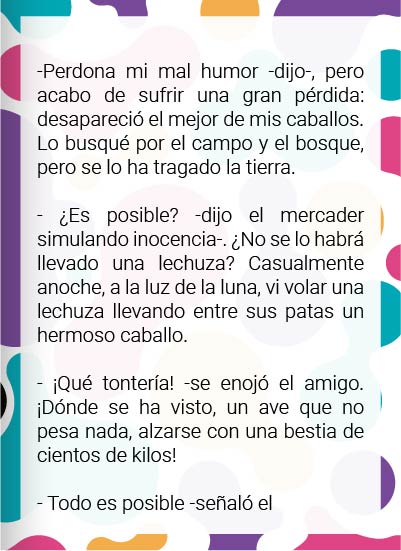 -Perdona mi mal humor -dijo-, pero
acabo de sufrir una gran pérdida:
desapareció el mejor de mis caballos.
Lo busqué por el campo y el bosque,
pero se lo ha tragado la tierra.
- ¿Es posible? -dijo el mercader
simulando inocencia-. ¿No se lo habrá
llevado una lechuza? Casualmente
anoche, a la luz de la luna, vi volar una
lechuza llevando entre sus patas un
hermoso caballo.
- ¡Qué tontería! -se enojó el amigo.
¡Dónde se ha visto, un ave que no
pesa nada, alzarse con una bestia de
cientos de kilos!
- Todo es posible -señaló el